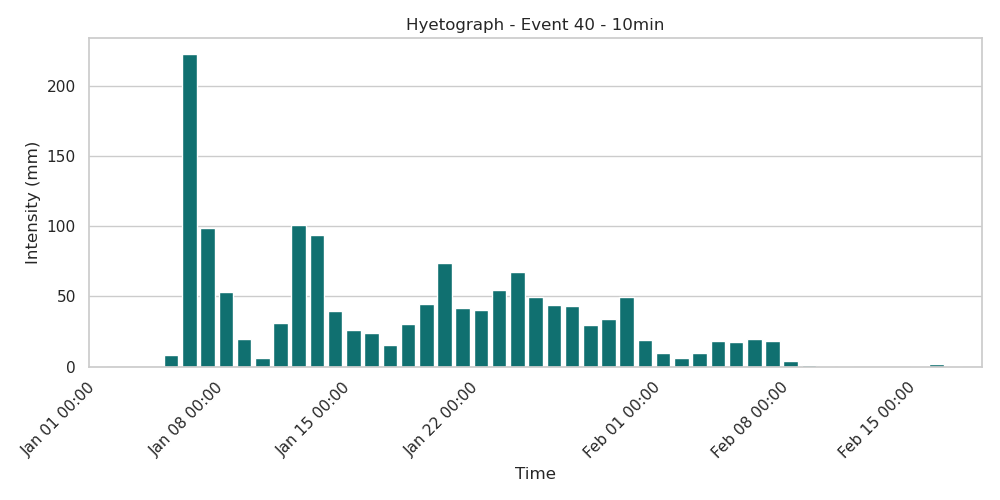 Hyetograph - Event 40 - 10min
Intensity (mm)
200
150
100
50
0
Jan 01 00:00
Jan 08 00:00
Jan 15 00:00
Jan 22 00:00
Feb 01 00:00
Feb 08 00:00
Feb 15 00:00
Time